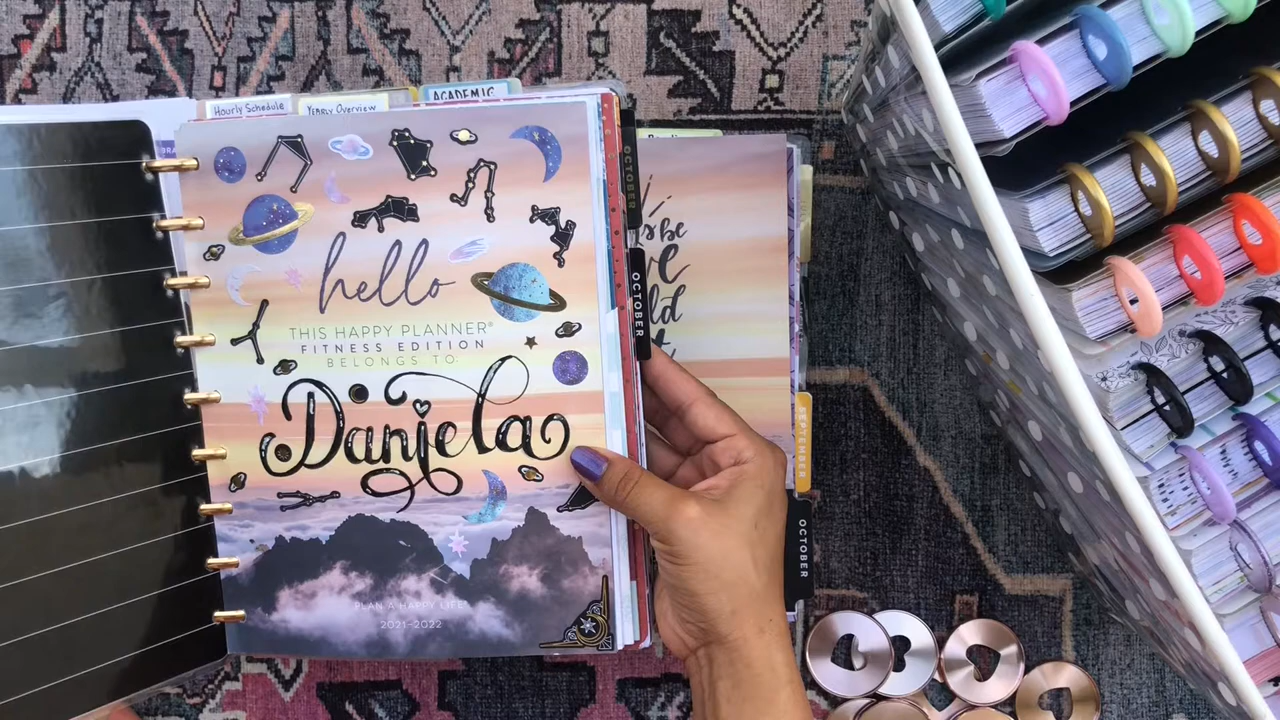 Hourly Schedule
YEARLY OVERVIEW
ACADEMIC
hello
THIS HAPPY PLANNER®
FITNESS EDITION
BELONGS TO:
Daniela
PLAN A HAPPY LIFE®
2021-2022
OCTOBER
OCTOBER
SEPTEMBER
OCTOBER